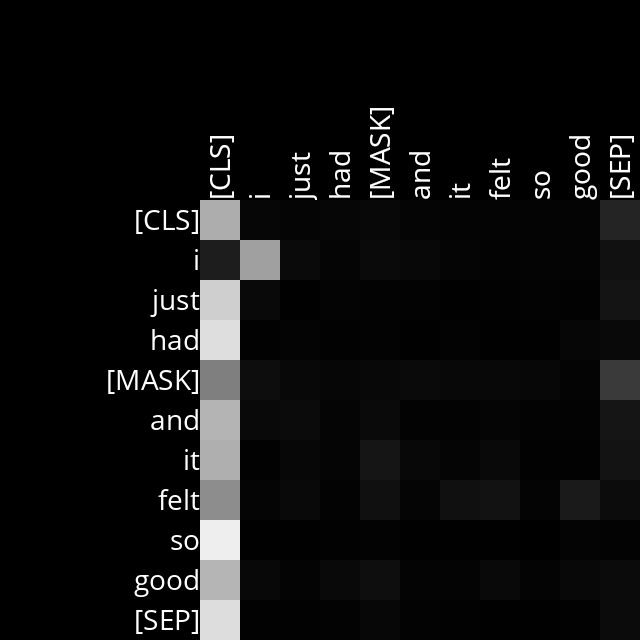 [CLS] i just had [MASK] and it felt so good [SEP]
[CLS]
i
just
had
[MASK]
and
it
felt
so
good
[SEP]